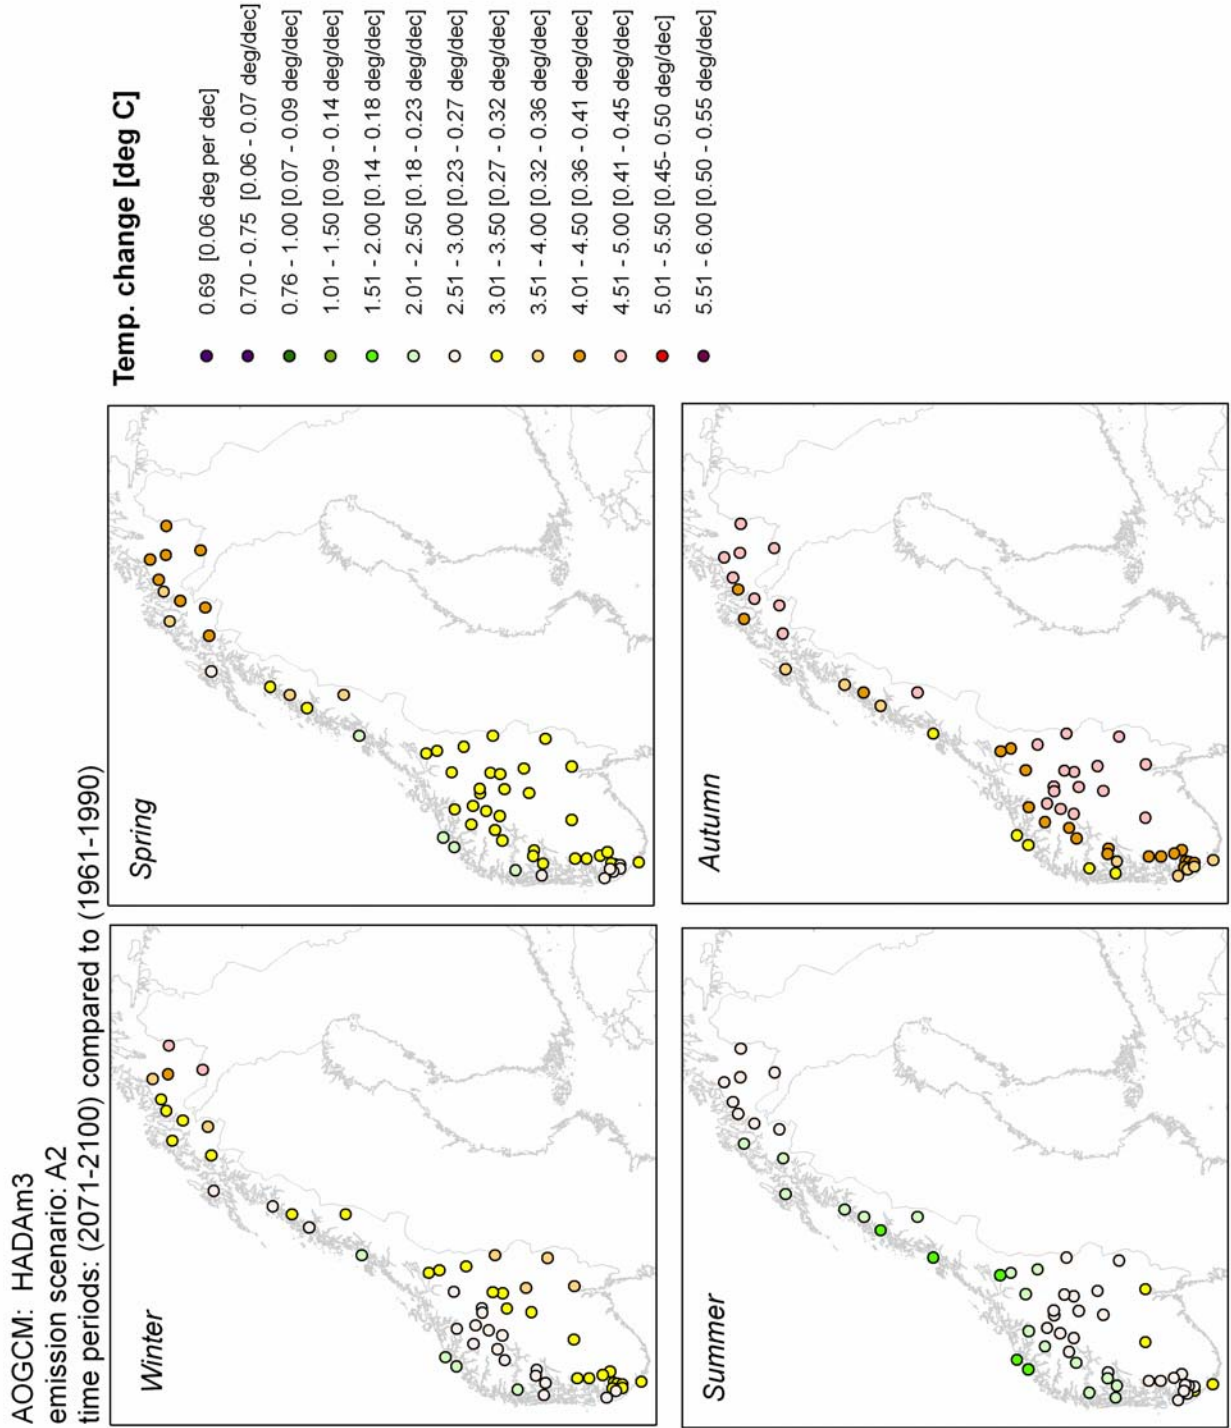 AOGCM:  HADAm3
emission scenario: A2
time periods: (20771-2100) compared to (1961-1990)
Winter
Spring
Summer
Autumn
Temp. change [deg C]
0.69  [0.06 deg per dec]
0.70 - 0.75  [0.06 - 0.07 deg/dec]
0.76 - 1.00 [0.07 - 0.09 deg/dec]
1.01 - 1.50 [0.09 - 0.14 deg/dec]
1.51 - 2.00 [0.14 - 0.18 deg/dec]
2.01 - 2.50 [0.18 - 0.23 deg/dec]
2.51 - 3.00 [0.23 - 0.27 deg/dec]
3.01 - 3.50 [0.27 - 0.32 deg/dec]
3.51 - 4.00 [0.32 - 0.36 deg/dec]
4.01 - 4.50 [0.36 - 0.41 deg/dec]
4.51 - 5.00 [0.41 - 0.45 deg/dec]
5.01 - 5.50 [0.45- 0.50 deg/dec]
5.51 - 6.00 [0.50 - 0.55 deg/dec]